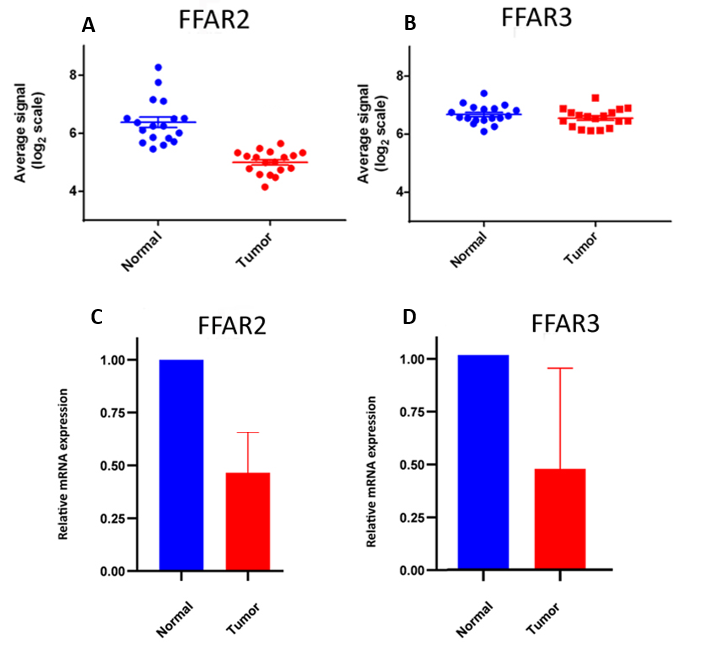 A
FFAR2
Average signal
(log2 scale)
8
6
4
Normal
Tumor
B
FFAR3
Average signal
(log2 scale)
8
6
4
Normal
Tumor
C
FFAR2
Relative mRNA expression
1.00
0.75
0.50
0.25
0.00
Normal
Tumor
D
FFAR3
Relative mRNA expression
1.00
0.75
0.50
0.25
0.00
Normal
Tumor